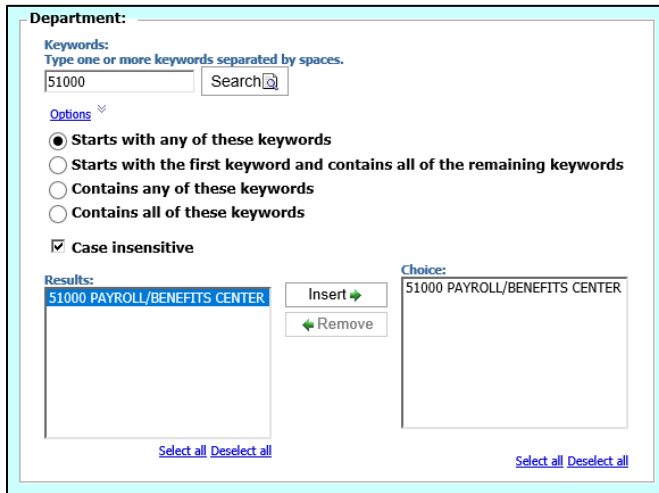 Department:
Keywords:
Type one or more keywords separated by spaces.
51000 Search
Options
Starts with any of these keywords
Starts with the first keyword and contains all of the remaining keywords
Contains any of these keywords
Contains all of these keywords
Case insensitive
Results:
51000 PAYROLL/BENEFITS CENTER
Insert
Remove
Choice:
51000 PAYROLL/BENEFITS CENTER
Select all Deselect all
Select all Deselect all